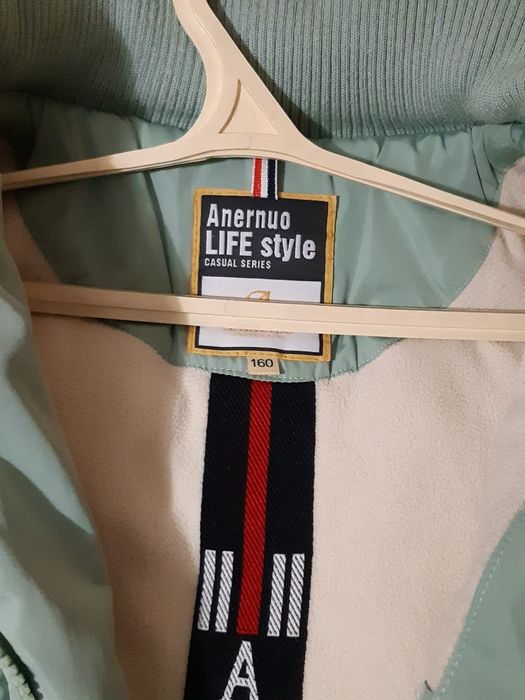 Anernuo
LIFE style
CASUAL SERIES
A
160
A